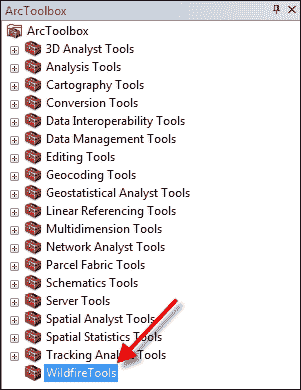 ArcToolbox
ArcToolbox
3D Analyst Tools
Analysis Tools
Cartography Tools
Conversion Tools
Data Interoperability Tools
Data Management Tools
Editing Tools
Geocoding Tools
Geostatistical Analyst Tools
Linear Referencing Tools
Multidimension Tools
Network Analyst Tools
Parcel Fabric Tools
Schematics Tools
Server Tools
Spatial Analyst Tools
Spatial Statistics Tools
Tracking Analyst Tools
WildfireTools